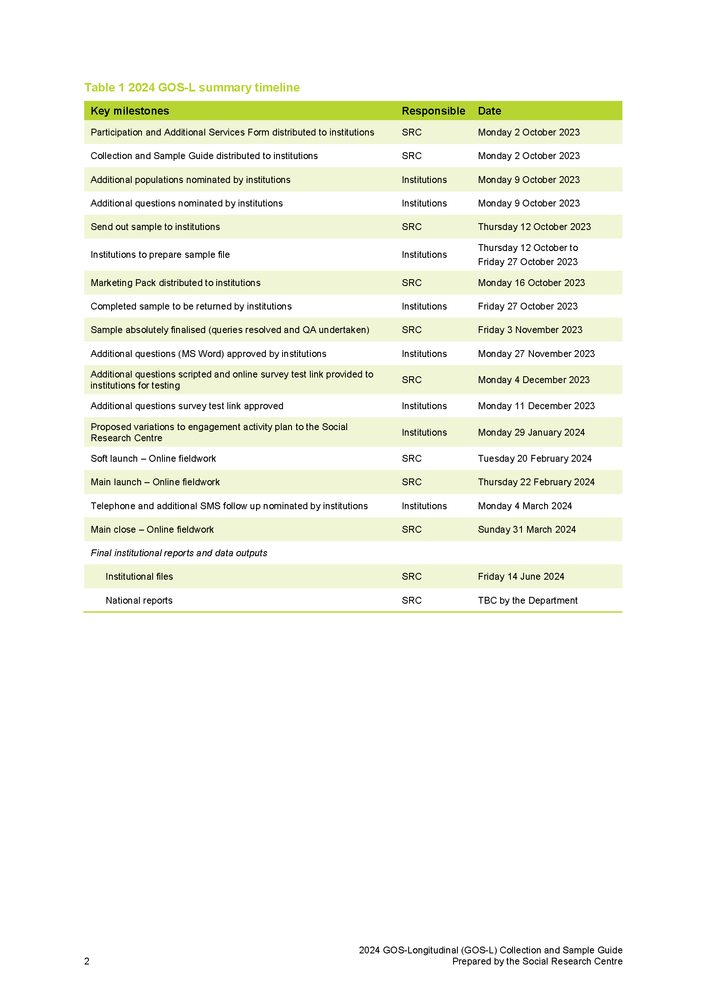 Table 1 2024 GOS-L summary timeline
Key milestones Responsible Date
Participation and Additional Services Form distributed to institutions SRC Monday 2 October 2023
Collection and Sample Guide distributed to institutions SRC Monday 2 October 2023
Additional populations nominated by institutions Institutions Monday 9 October 2023
Additional questions nominated by institutions Institutions Monday 9 October 2023
Send out sample to institutions SRC Thursday 12 October 2023
Institutions to prepare sample file Institutions Thursday 12 October to
Friday 27 October 2023
Marketing Pack distributed to institutions SRC Monday 16 October 2023
Completed sample to be returned by institutions Institutions Friday 27 October 2023
Sample absolutely finalised (queries resolved and QA undertaken) SRC Friday 3 November 2023
Additional questions (MS Word) approved by institutions Institutions Monday 27 November 2023
Additional questions scripted and online survey test link provided to
institutions for testing SRC Monday 4 December 2023
Additional questions survey test link approved Institutions Monday 11 December 2023
Proposed variations to engagement activity plan to the Social
Research Centre Institutions Monday 29 January 2024
Soft launch – Online fieldwork SRC Tuesday 20 February 2024
Main launch – Online fieldwork SRC Thursday 22 February 2024
Telephone and additional SMS follow up nominated by institutions Institutions Monday 4 March 2024
Main close – Online fieldwork SRC Sunday 31 March 2024
Final institutional reports and data outputs
Institutional files SRC Friday 14 June 2024
National reports SRC TBC by the Department
2024 GOS-Longitudinal (GOS-L) Collection and Sample Guide
2 Prepared by the Social Research Centre